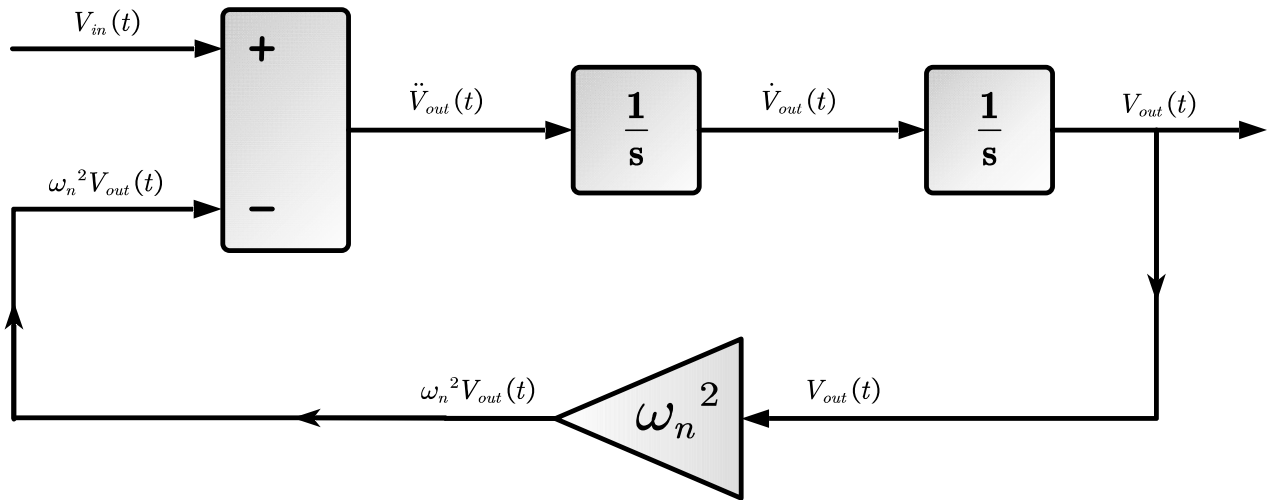 V_in(t)
+
V̈_out(t)
1/s
V̇_out(t)
1/s
V_out(t)
ω_n²V_out(t)
−
ω_n²V_out(t)
ω_n²
V_out(t)